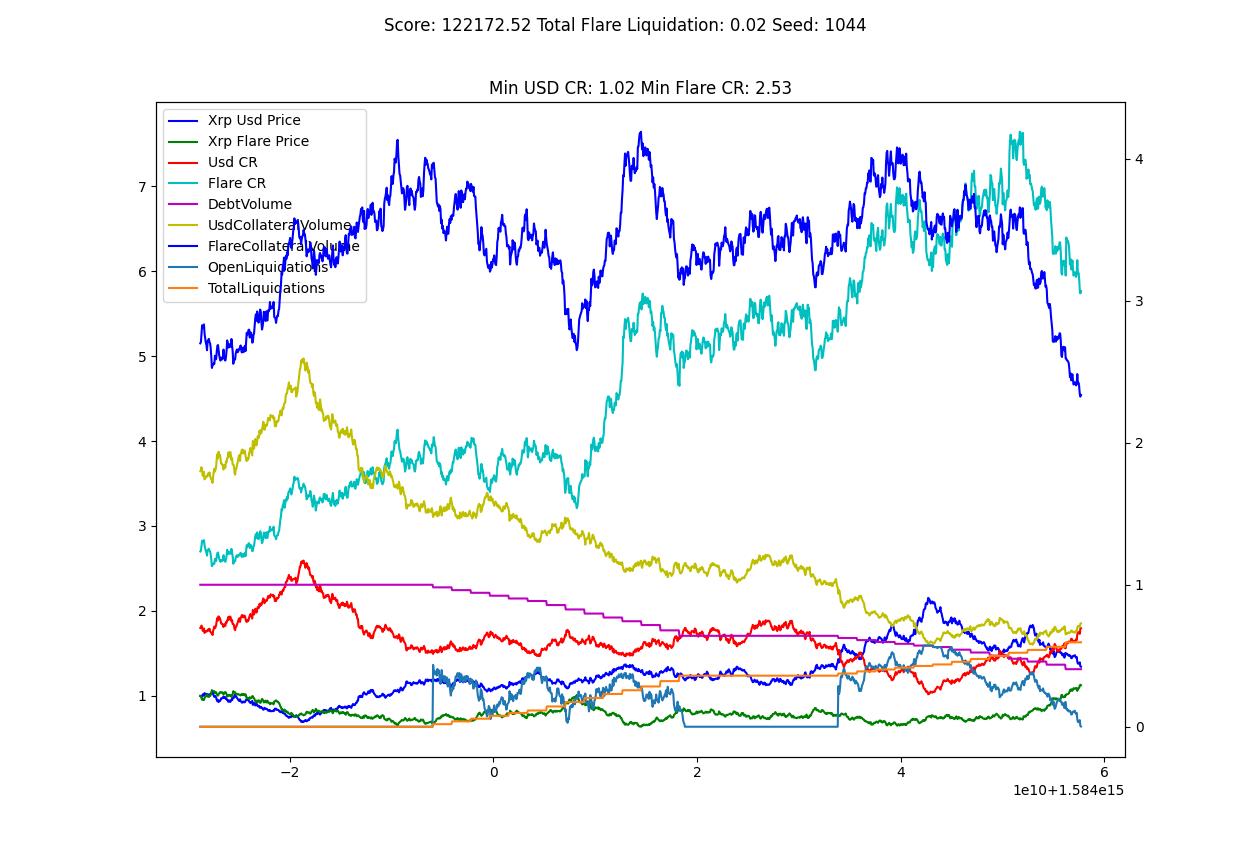 Score: 122172.52 Total Flare Liquidation: 0.02 Seed: 1044
Min USD CR: 1.02 Min Flare CR: 2.53
Xrp Usd Price
Xrp Flare Price
Usd CR
Flare CR
DebtVolume
UsdCollateralVolume
FlareCollateralVolume
OpenLiquidations
TotalLiquidations
7
6
5
4
3
2
1
4
3
2
1
0
−2
0
2
4
6
1e10+1.584e15